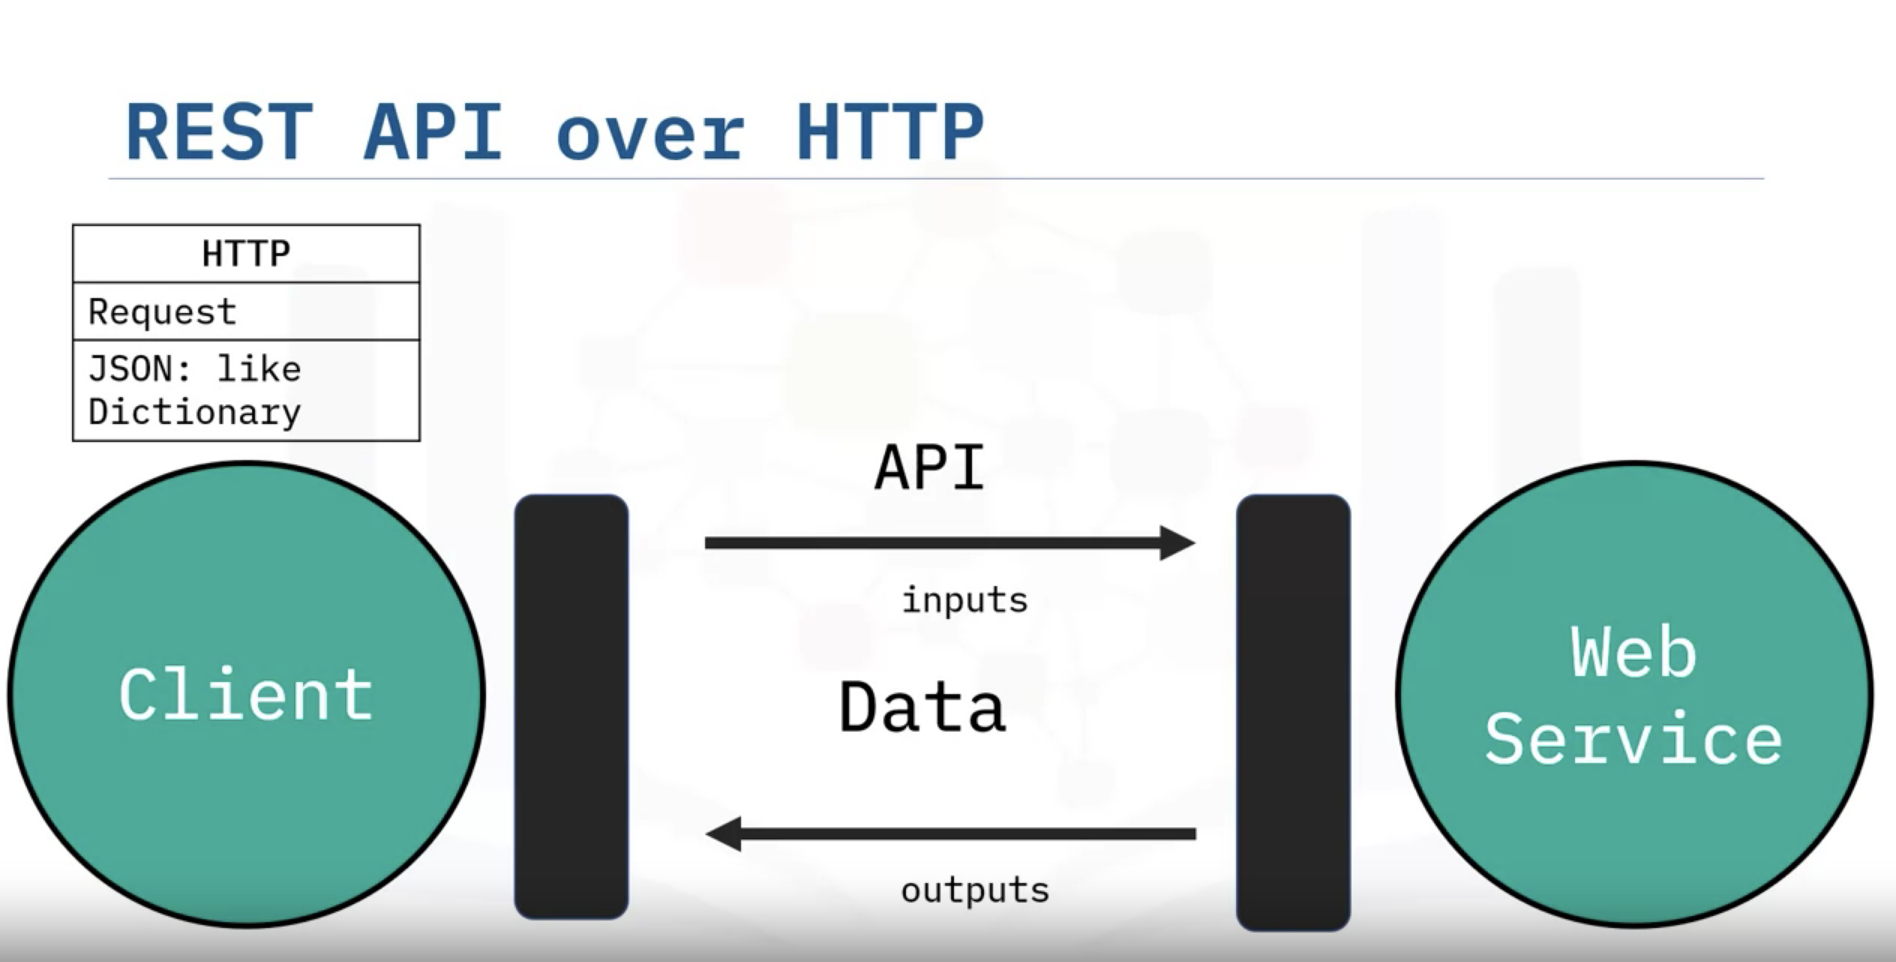 REST API over HTTP
HTTP
Request
JSON: like
Dictionary
API
inputs
Client
Data
Web
Service
outputs